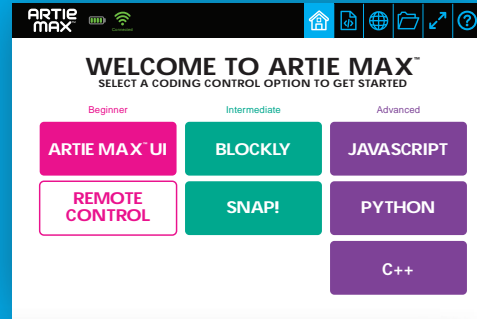 ARTIE
MAX™
Connected
WELCOME TO ARTIE MAX™
SELECT A CODING CONTROL OPTION TO GET STARTED
Beginner Intermediate Advanced
ARTIE MAX™ UI BLOCKLY JAVASCRIPT
REMOTE
CONTROL SNAP! PYTHON
C++